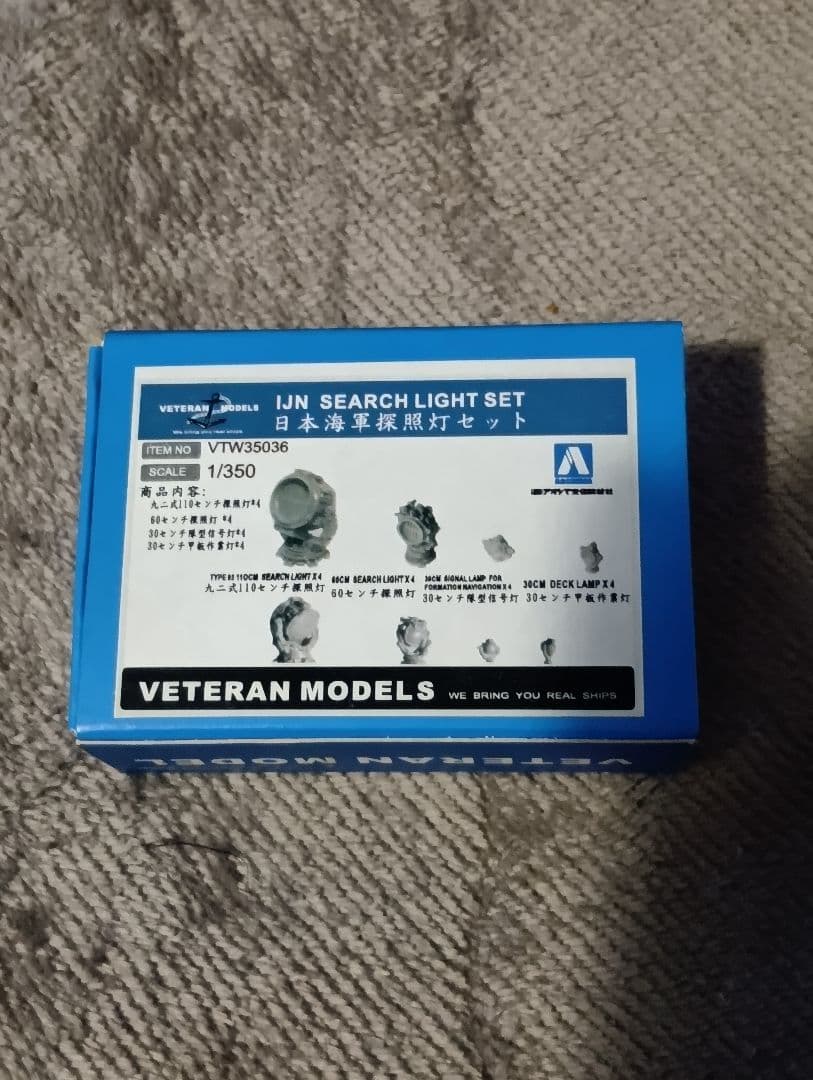 VETERAN MODELS
IJN SEARCH LIGHT SET
日本海軍探照灯セット
ITEM NO VTW35036
SCALE 1/350
商品内容:
九二式110センチ探照灯*4
60センチ探照灯 *4
30センチ隊型信号灯*4
30センチ甲板作業灯*4
TYPE 92 110CM SEARCH LIGHT X 4
九二式110センチ探照灯
60CM SEARCH LIGHT X 4
60センチ探照灯
30CM SIGNAL LAMP FOR
FORMATION NAVIGATION X 4
30センチ隊型信号灯
30CM DECK LAMP X 4
30センチ甲板作業灯
VETERAN MODELS WE BRING YOU REAL SHIPS
VETERAN MODEL